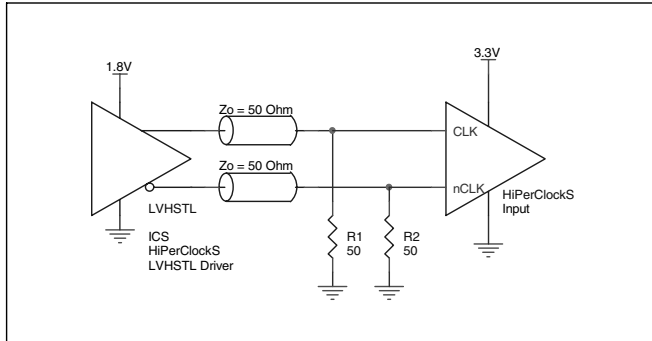 1.8V
3.3V
Zo = 50 Ohm
CLK
Zo = 50 Ohm
nCLK
HiPerClockS
Input
LVHSTL
ICS
HiPerClockS
LVHSTL Driver
R1
50
R2
50